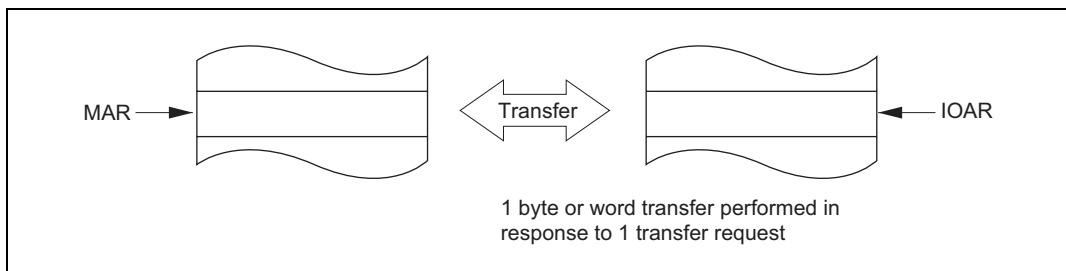 MAR
Transfer
IOAR
1 byte or word transfer performed in
response to 1 transfer request